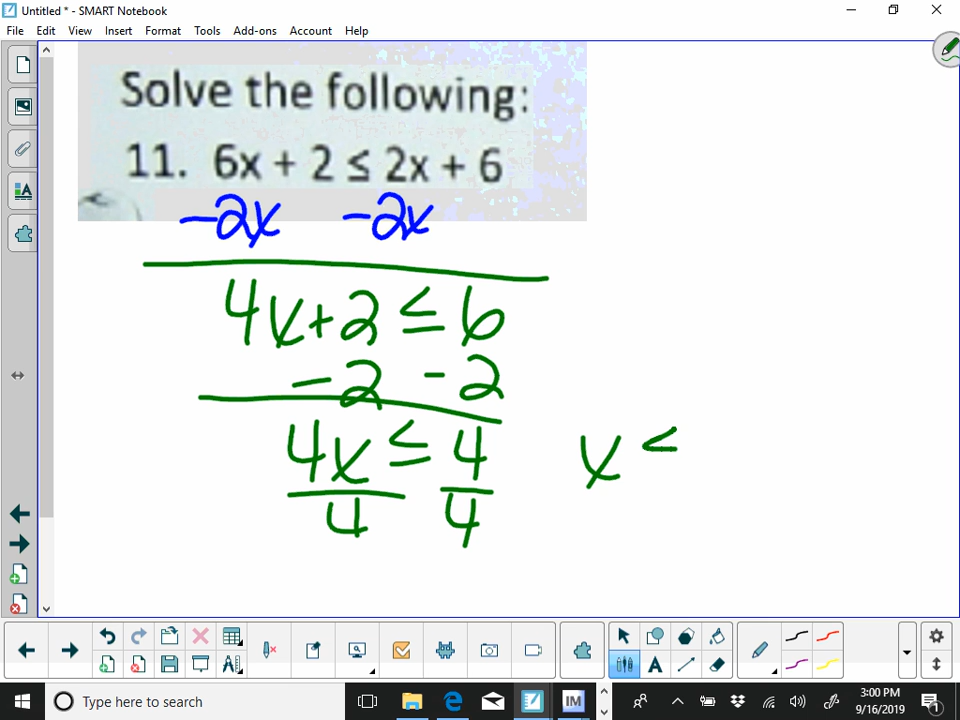 Untitled * - SMART Notebook
File Edit View Insert Format Tools Add-ons Account Help
Solve the following:
11. 6x + 2 ≤ 2x + 6
-2x -2x
4x+2 ≤ 6
-2 -2
4x ≤ 4
4 4
x <
A
Type here to search
IM
3:00 PM
9/16/2019
1